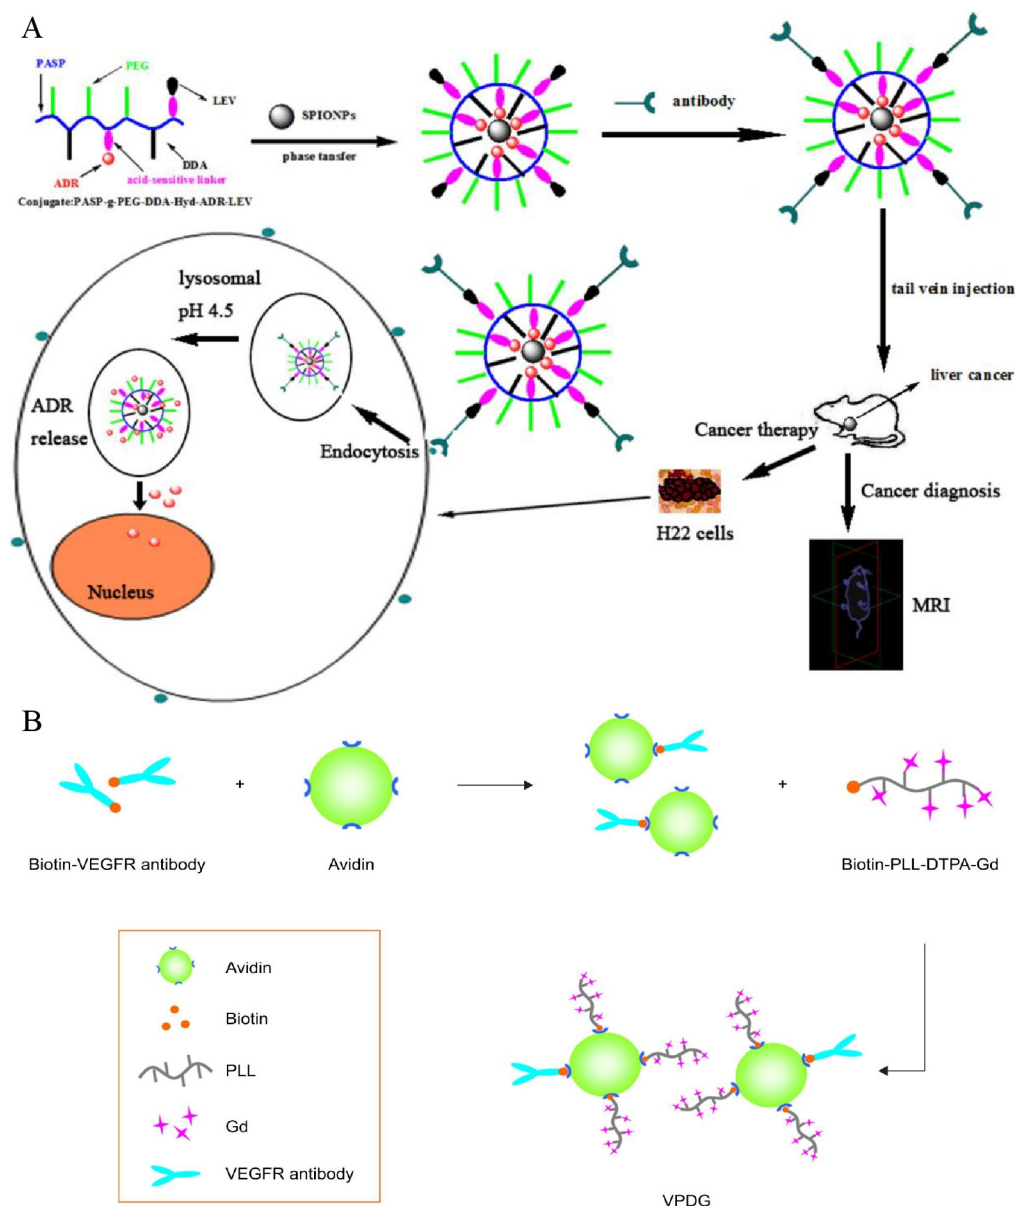 A
PASP
PEG
LEV
ADR
DDA
acid-sensitive linker
Conjugate:PASP-g-PEG-DDA-Hyd-ADR-LEV
SPIONPs
phase tansfer
antibody
tail vein injection
liver cancer
Cancer therapy
Cancer diagnosis
H22 cells
MRI
lysosomal
pH 4.5
ADR
release
Endocytosis
Nucleus
B
+
+
Biotin-VEGFR antibody
Avidin
Biotin-PLL-DTPA-Gd
Avidin
Biotin
PLL
Gd
VEGFR antibody
VPDG